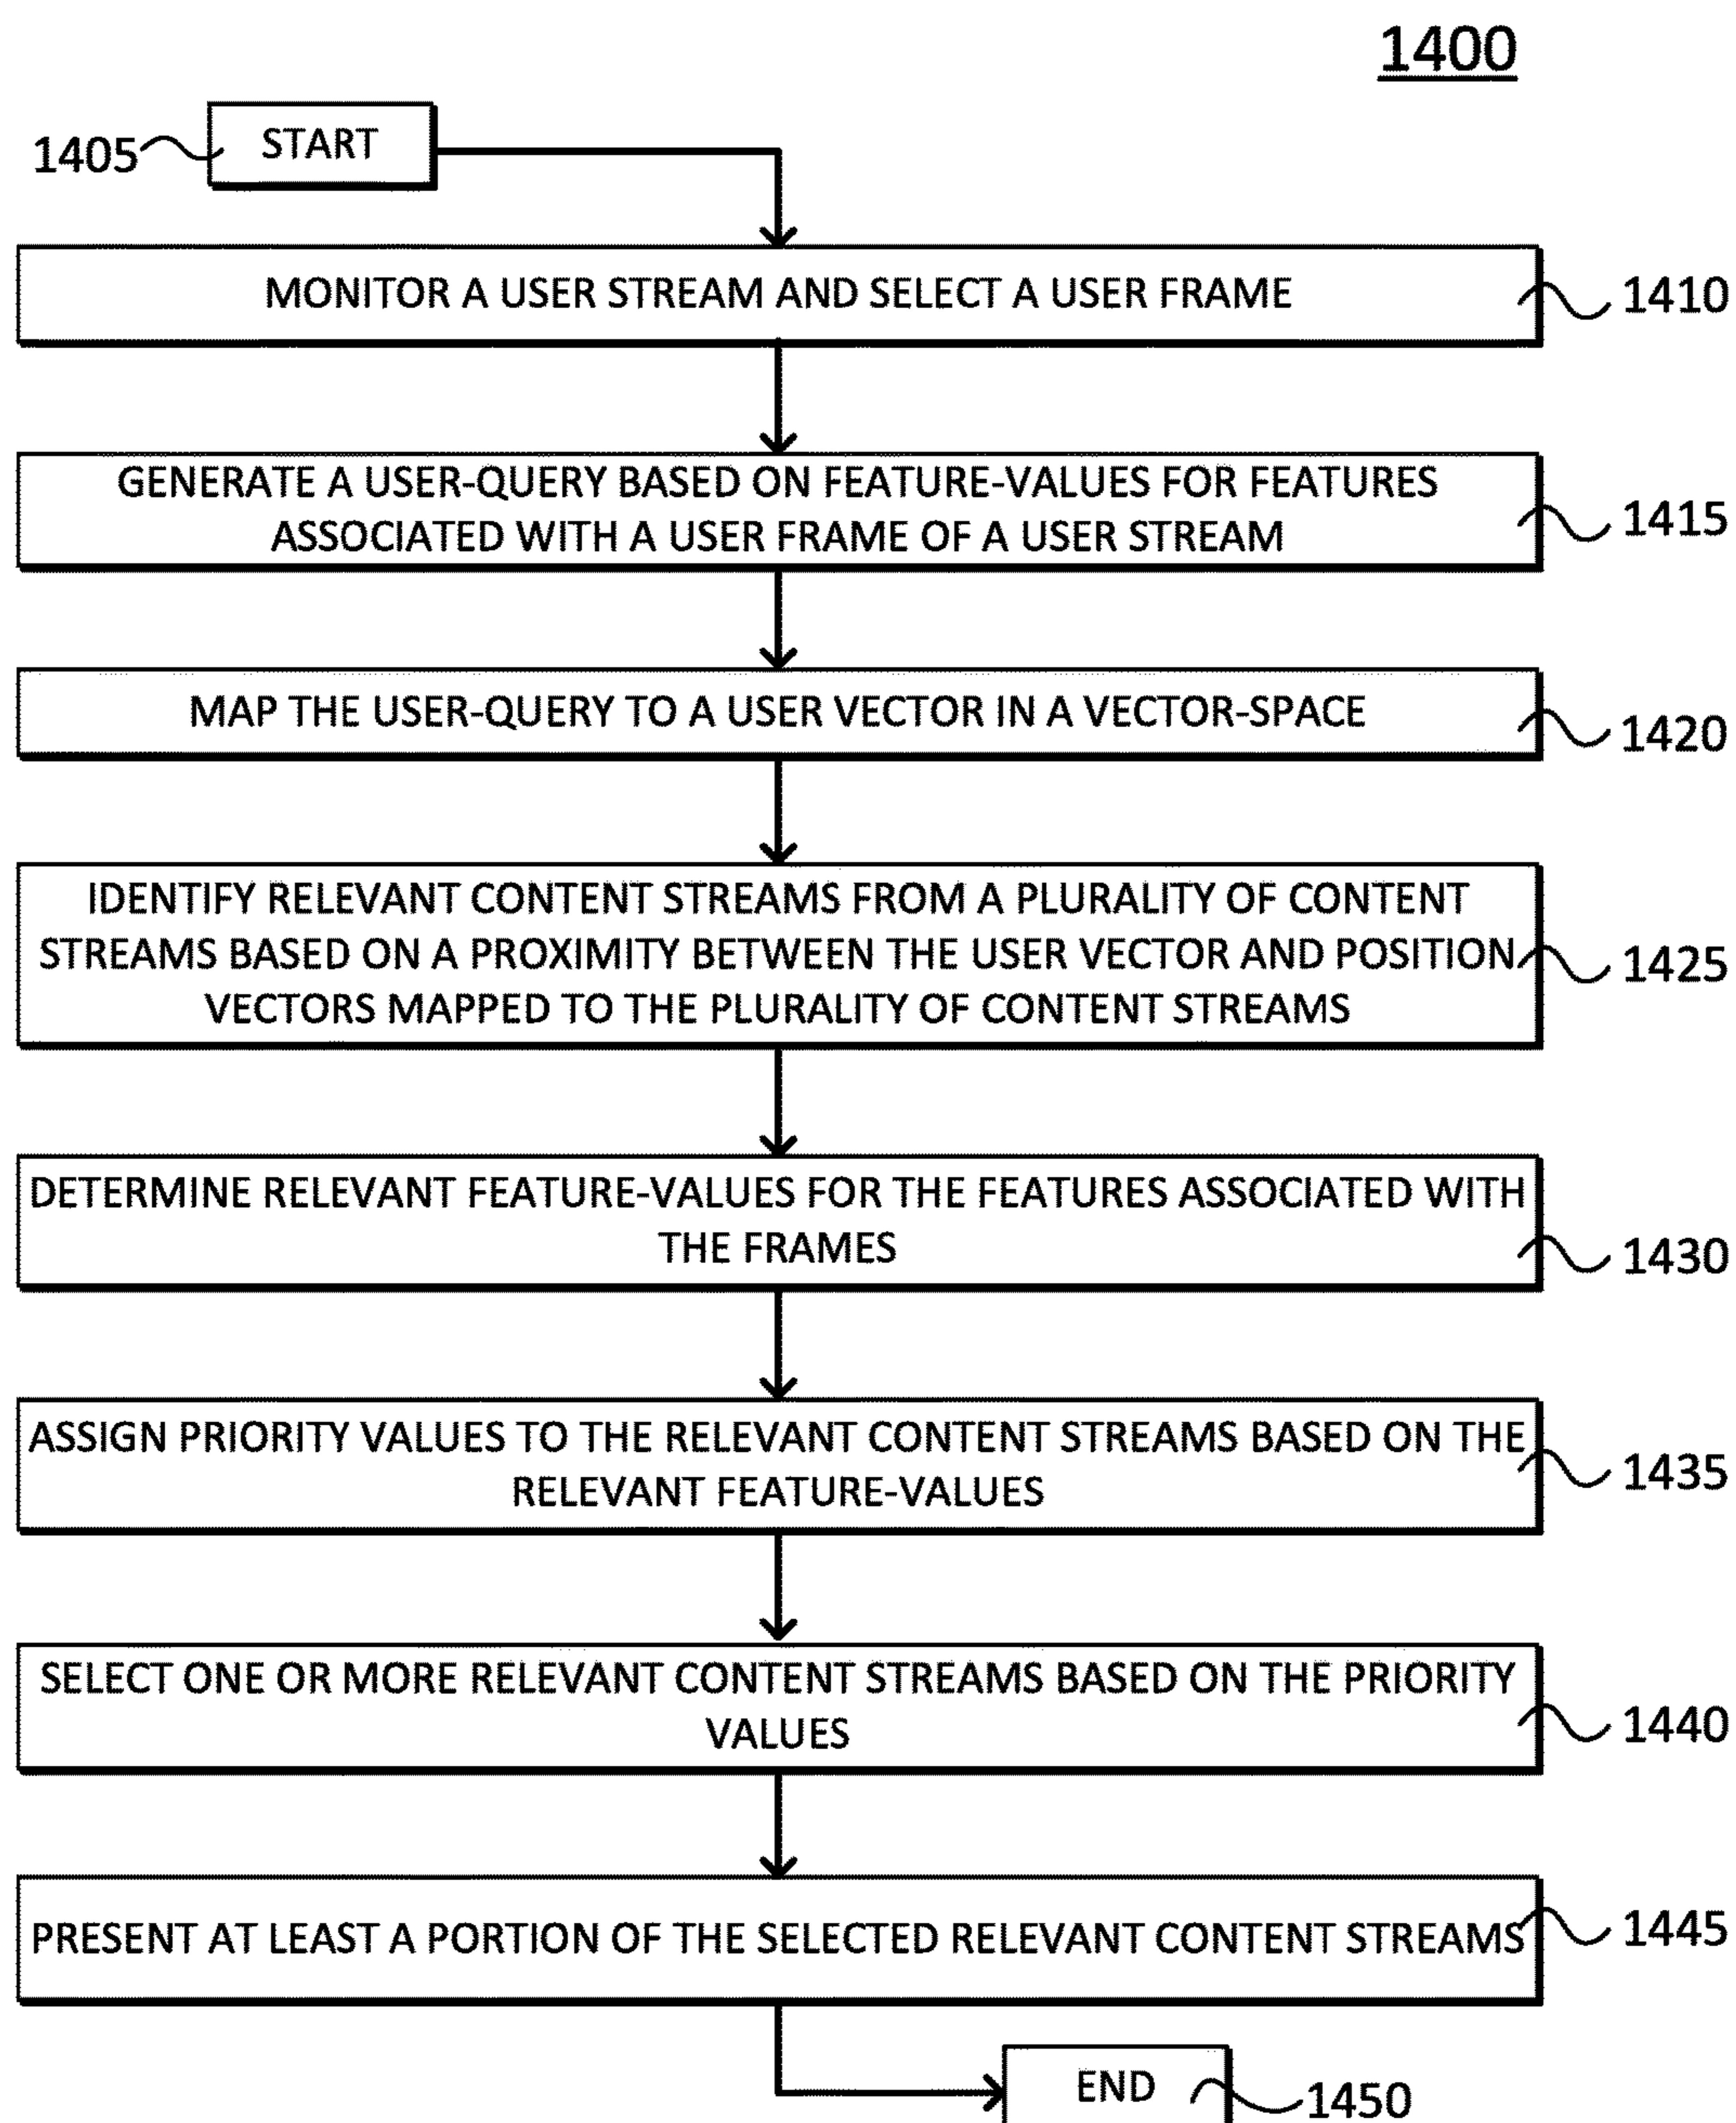 1400
START
1405
MONITOR A USER STREAM AND SELECT A USER FRAME
1410
GENERATE A USER-QUERY BASED ON FEATURE-VALUES FOR FEATURES
ASSOCIATED WITH A USER FRAME OF A USER STREAM
1415
MAP THE USER-QUERY TO A USER VECTOR IN A VECTOR-SPACE
1420
IDENTIFY RELEVANT CONTENT STREAMS FROM A PLURALITY OF CONTENT
STREAMS BASED ON A PROXIMITY BETWEEN THE USER VECTOR AND POSITION
VECTORS MAPPED TO THE PLURALITY OF CONTENT STREAMS
1425
DETERMINE RELEVANT FEATURE-VALUES FOR THE FEATURES ASSOCIATED WITH
THE FRAMES
1430
ASSIGN PRIORITY VALUES TO THE RELEVANT CONTENT STREAMS BASED ON THE
RELEVANT FEATURE-VALUES
1435
SELECT ONE OR MORE RELEVANT CONTENT STREAMS BASED ON THE PRIORITY
VALUES
1440
PRESENT AT LEAST A PORTION OF THE SELECTED RELEVANT CONTENT STREAMS
1445
END
1450